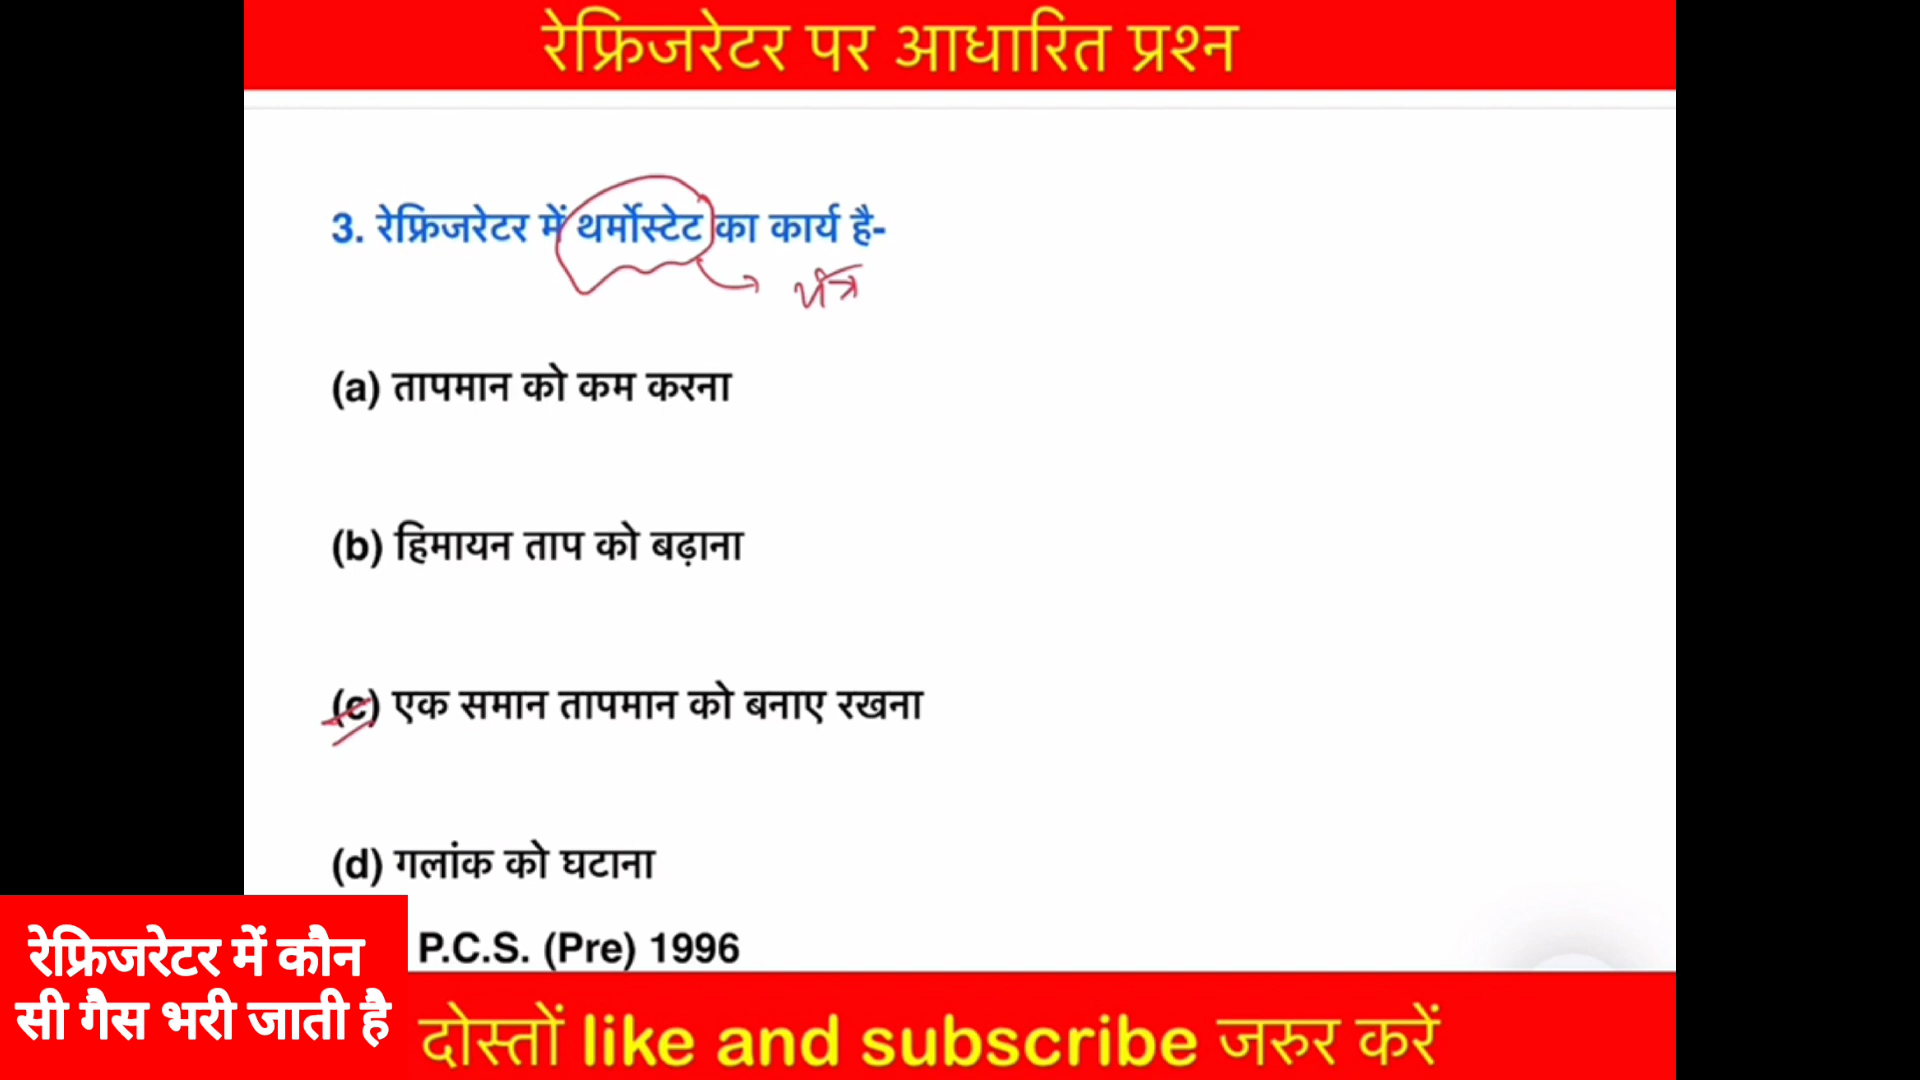 रेफ्रिजरेटर पर आधारित प्रश्न
3. रेफ्रिजरेटर में थर्मोस्टेट का कार्य है-
यंत्र
(a) तापमान को कम करना
(b) हिमायन ताप को बढ़ाना
(c) एक समान तापमान को बनाए रखना
(d) गलांक को घटाना
P.C.S. (Pre) 1996
रेफ्रिजरेटर में कौन
सी गैस भरी जाती है
दोस्तों like and subscribe जरुर करें